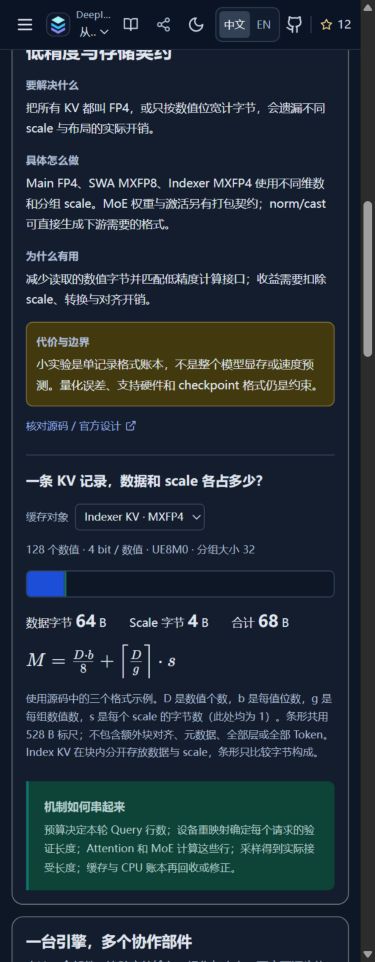 Deepl...
从..
中文
EN
12
低精度与存储契约
要解决什么
把所有 KV 都叫 FP4，或只按数值位宽计字节，会遗漏不同
scale 与布局的实际开销。
具体怎么做
Main FP4、SWA MXFP8、Indexer MXFP4 使用不同维数
和分组 scale。MoE 权重与激活另有打包契约；norm/cast
可直接生成下游需要的格式。
为什么有用
减少读取的数值字节并匹配低精度计算接口；收益需要扣除
scale、转换与对齐开销。
代价与边界
小实验是单记录格式账本，不是整个模型显存或速度预
测。量化误差、支持硬件和 checkpoint 格式仍是约束。
核对源码 / 官方设计
一条 KV 记录，数据和 scale 各占多少？
缓存对象 Indexer KV · MXFP4
128 个数值 · 4 bit / 数值 · UE8M0 · 分组大小 32
数据字节 64 B Scale 字节 4 B 合计 68 B
M = D·b/8 + ⌈D/g⌉ · s
使用源码中的三个格式示例。D 是数值个数，b 是每值位数，g 是
每组数值数，s 是每个 scale 的字节数（此处均为 1）。条形共用
528 B 标尺；不包含额外块对齐、元数据、全部层或全部 Token。
Index KV 在块内分开存放数据与 scale，条形只比较字节构成。
机制如何串起来
预算决定本轮 Query 行数；设备重映射确定每个请求的验
证长度；Attention 和 MoE 计算这些行；采样得到实际接
受长度；缓存与 CPU 账本再回收或修正。
一台引擎，多个协作部件